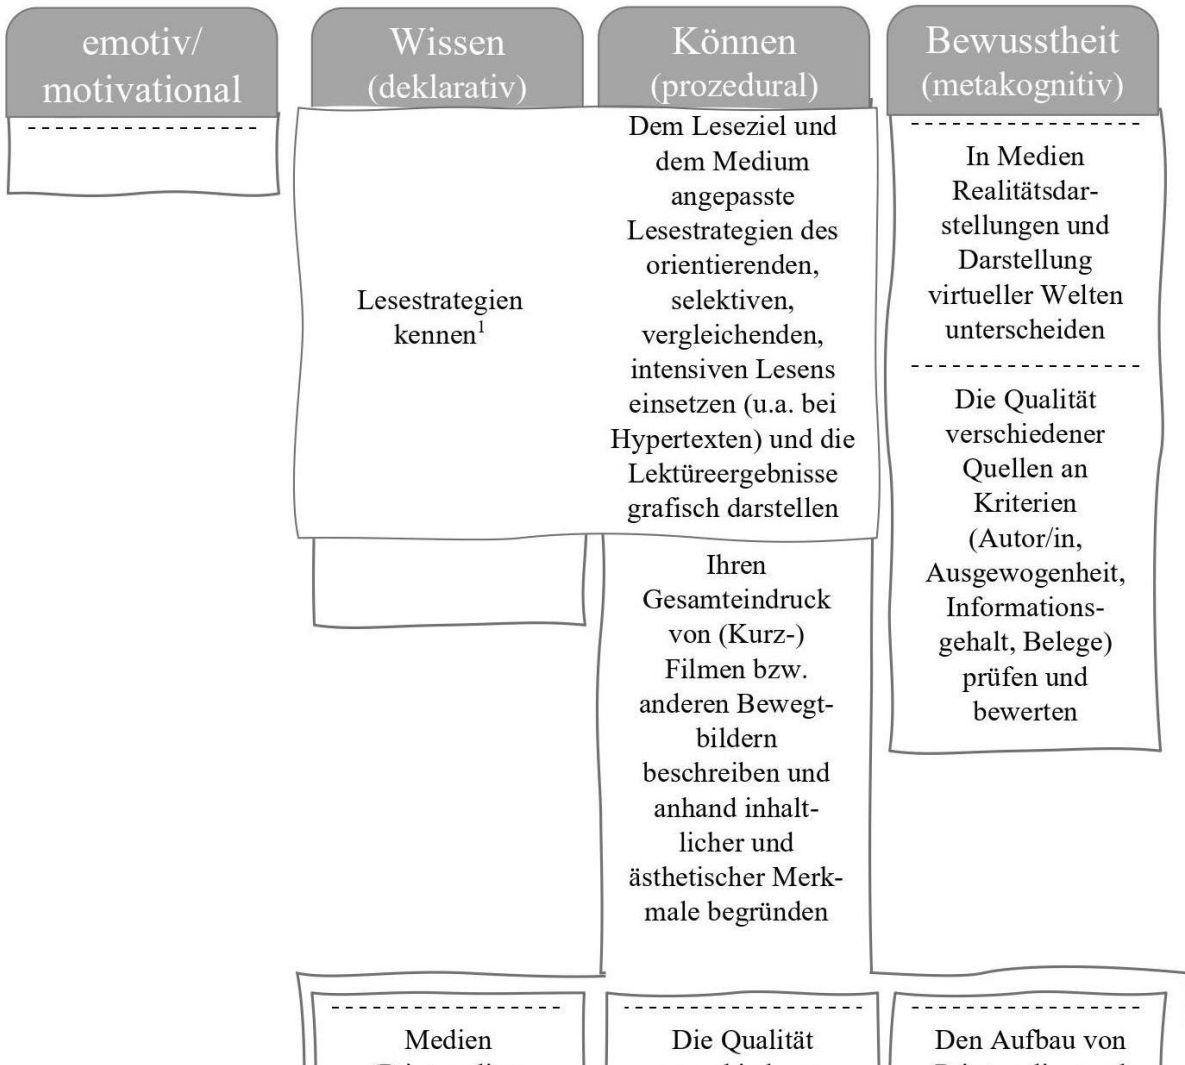 emotiv/
motivational
Wissen
(deklarativ)
Können
(prozedural)
Bewusstheit
(metakognitiv)
Lesestrategien
kennen¹
Dem Leseziel und
dem Medium
angepasste
Lesestrategien des
orientierenden,
selektiven,
vergleichenden,
intensiven Lesens
einsetzen (u.a. bei
Hypertexten) und die
Lektüreergebnisse
grafisch darstellen
Ihren
Gesamteindruck
von (Kurz-)
Filmen bzw.
anderen Bewegt-
bildern
beschreiben und
anhand inhalt-
licher und
ästhetischer Merk-
male begründen
In Medien
Realitätsdar-
stellungen und
Darstellung
virtueller Welten
unterscheiden
Die Qualität
verschiedener
Quellen an
Kriterien
(Autor/in,
Ausgewogenheit,
Informations-
gehalt, Belege)
prüfen und
bewerten
Medien
Die Qualität
Den Aufbau von